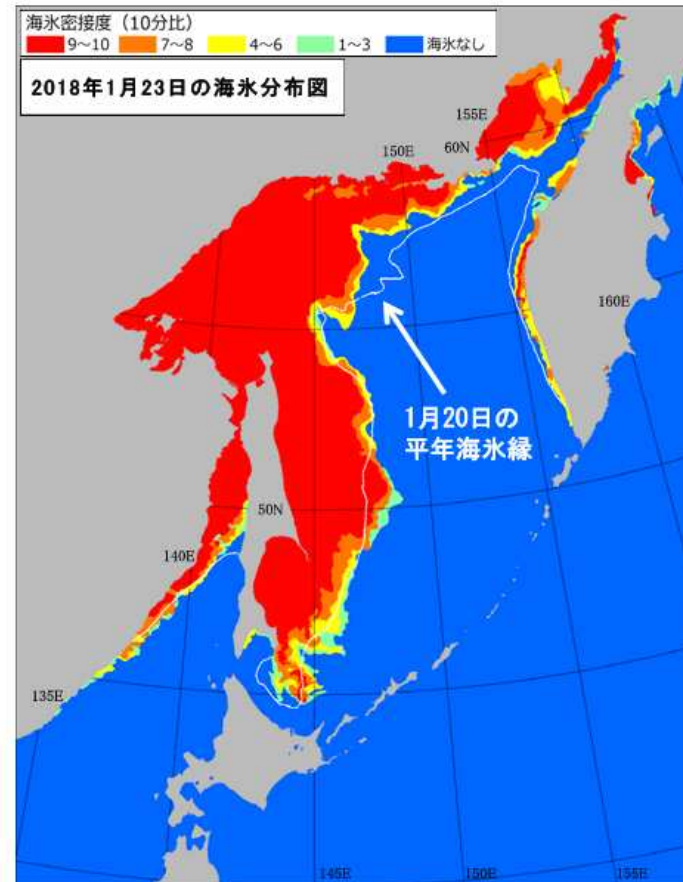 海氷密接度（10分比）
9～10 7～8 4～6 1～3 海氷なし
2018年1月23日の海氷分布図
155E
150E
60N
160E
1月20日の
平年海氷縁
50N
140E
135E
145E
150E
155E